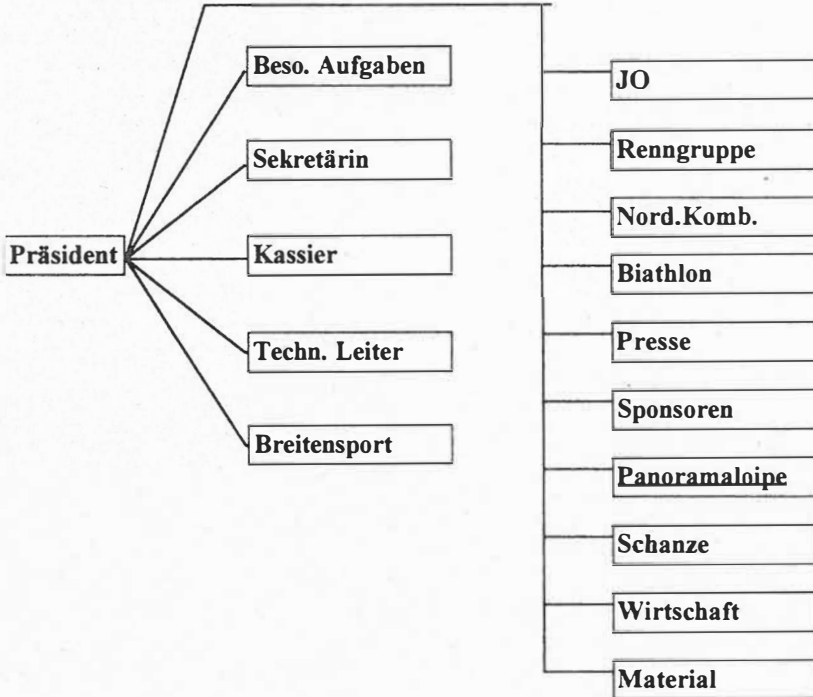 Präsident
Beso. Aufgaben
Sekretärin
Kassier
Techn. Leiter
Breitensport
JO
Renngruppe
Nord.Komb.
Biathlon
Presse
Sponsoren
Panoramaloipe
Schanze
Wirtschaft
Material